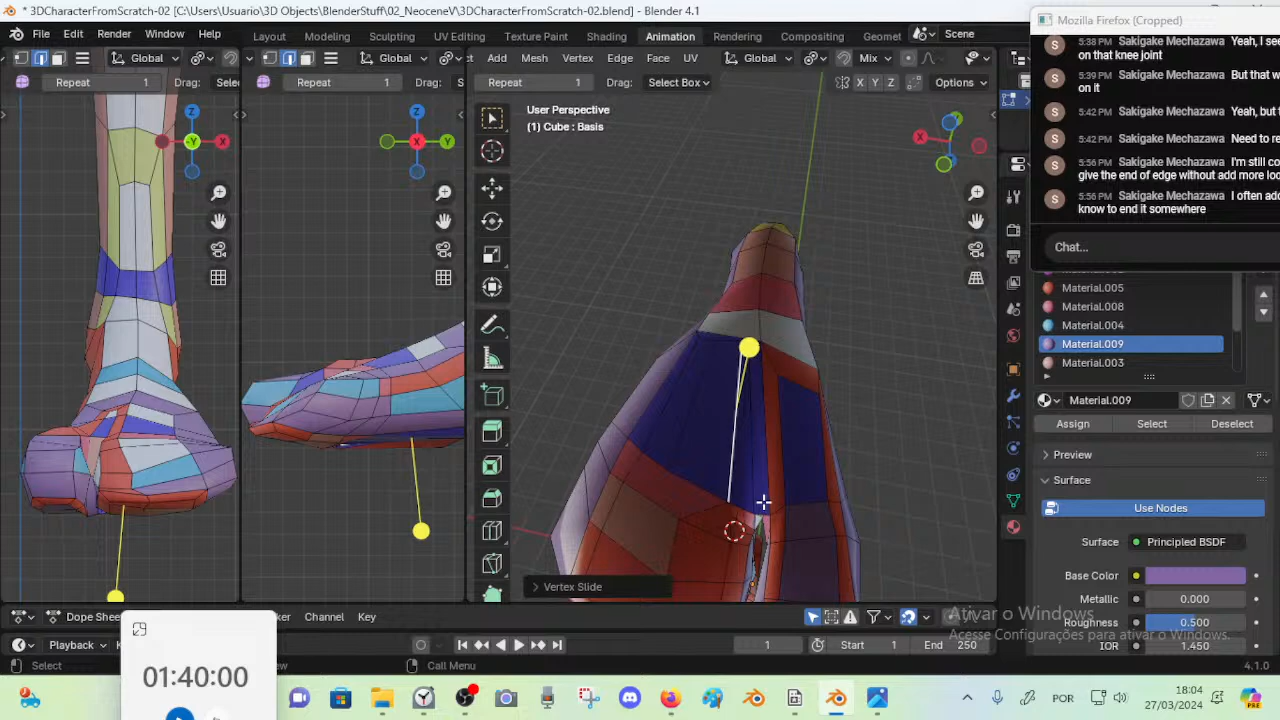 * 3DCharacterFromScratch-02 [C:\Users\Usuario\3D Objects\BlenderStuff\02_NeoceneV\3DCharacterFromScratch-02.blend] - Blender 4.1
File Edit Render Window Help Layout Modeling Sculpting UV Editing Texture Paint Shading Animation Rendering Compositing Geomet Scene
Global Global Add Mesh Vertex Edge Face UV Global Mix
Repeat 1 Drag: Sele Repeat 1 Drag: S Repeat 1 Drag: Select Box X Y Z Options
User Perspective
(1) Cube : Basis
Z X -Y
Z X Y
X
Mozilla Firefox (Cropped)
S 5:38 PM Sakigake Mechazawa Yeah, I see
on that knee joint
S 5:39 PM Sakigake Mechazawa But that w
on it
S 5:42 PM Sakigake Mechazawa Yeah, but t
S 5:42 PM Sakigake Mechazawa Need to re
S 5:56 PM Sakigake Mechazawa I'm still co
give the end of edge without add more loo
S 5:56 PM Sakigake Mechazawa I often add
know to end it somewhere
Chat...
Material.005
Material.008
Material.004
Material.009
Material.003
Material.009
Assign Select Deselect
Preview
Surface
Use Nodes
Surface Principled BSDF
Base Color
Metallic 0.000
Roughness 0.500
IOR 1.450
Vertex Slide
Dope Shee ker Channel Key
Ativar o Windows
Acesse Configurações para ativar o Windows.
Playback 1 Start 1 End 250
Select Call Menu 4.1.0
01:40:00
POR
18:04
27/03/2024
PRE